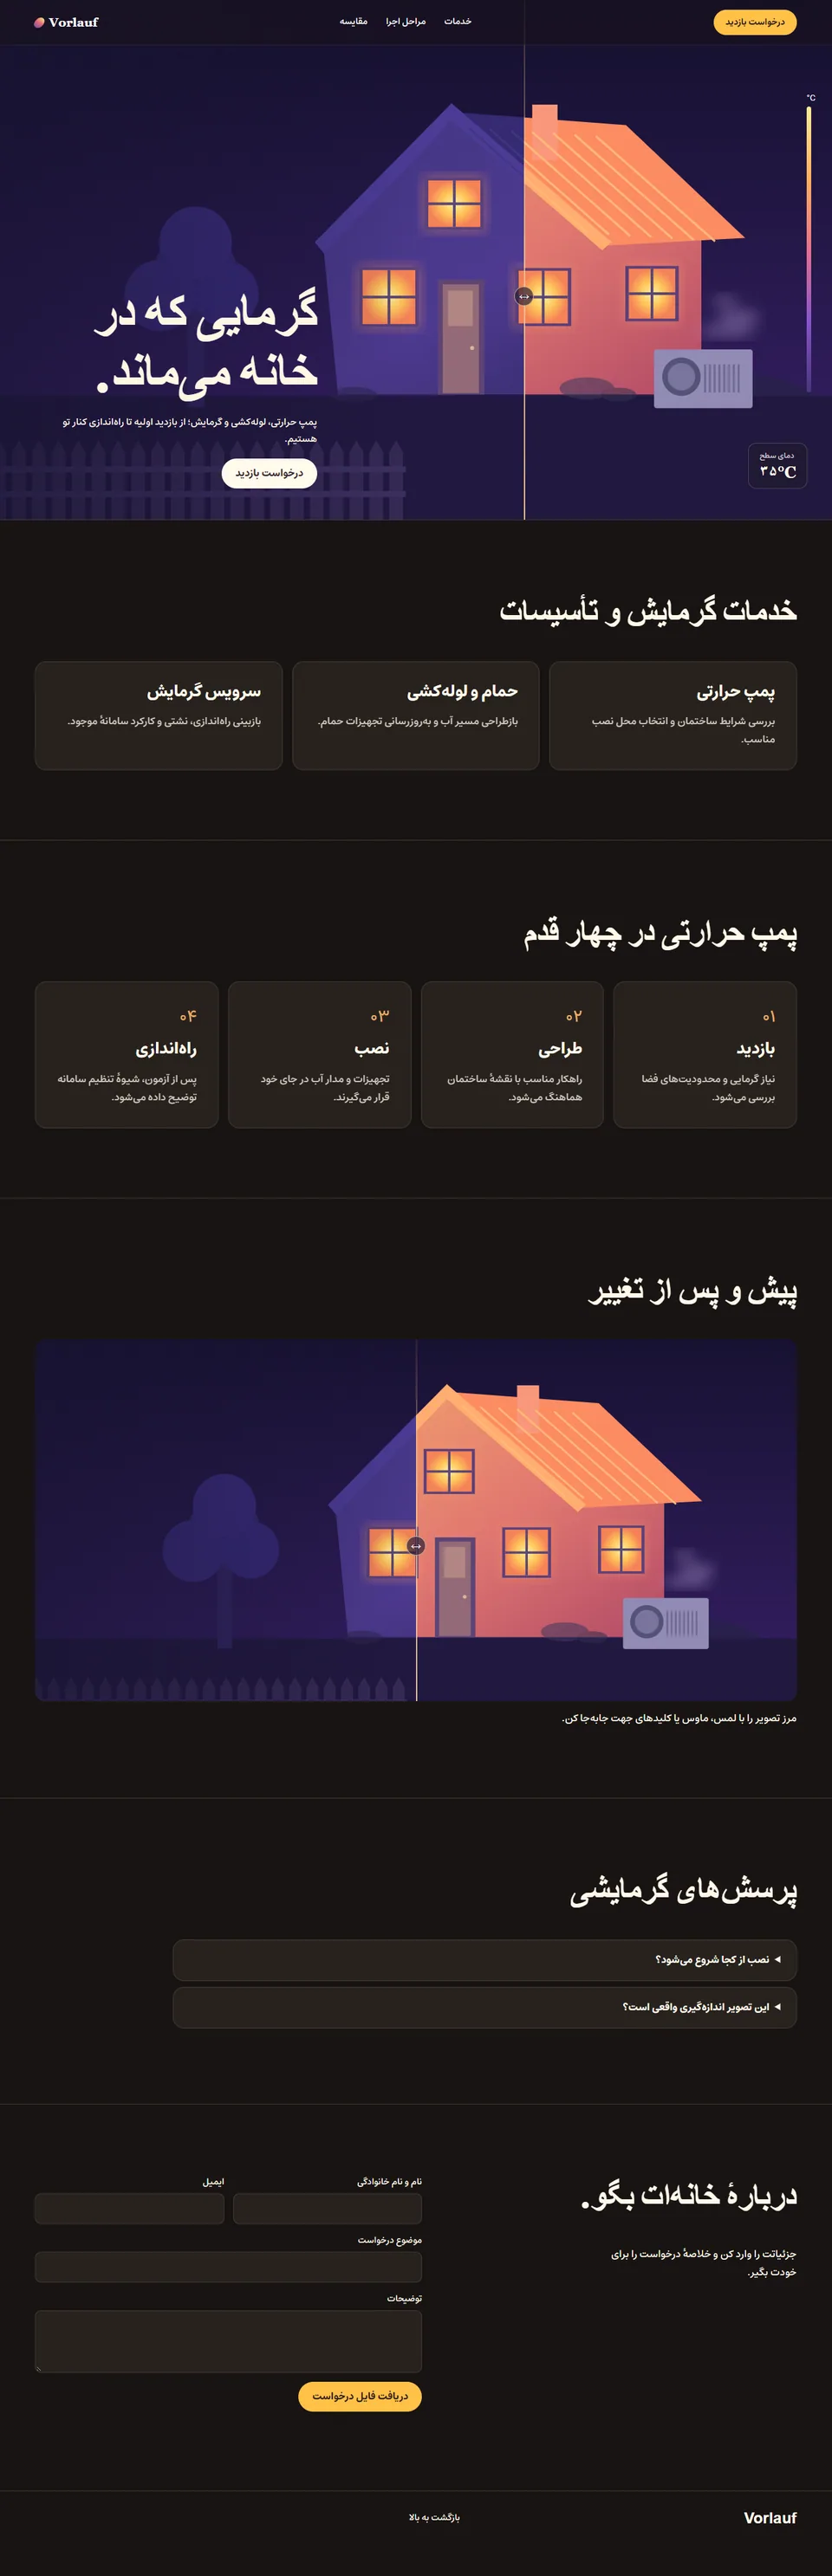 درخواست بازدید
خدمات
مراحل اجرا
مقایسه
Vorlauf
°C
گرمایی که در
خانه می‌ماند.
پمپ حرارتی، لوله‌کشی و گرمایش؛ از بازدید اولیه تا راه‌اندازی کنار تو
هستیم.
درخواست بازدید
دمای سطح
۳۵°C
خدمات گرمایش و تأسیسات
پمپ حرارتی
بررسی شرایط ساختمان و انتخاب محل نصب
مناسب.
حمام و لوله‌کشی
بازطراحی مسیر آب و به‌روزرسانی تجهیزات حمام.
سرویس گرمایش
بازبینی راه‌اندازی، نشتی و کارکرد سامانهٔ موجود.
پمپ حرارتی در چهار قدم
۰۱
بازدید
نیاز گرمایی و محدودیت‌های فضا
بررسی می‌شود.
۰۲
طراحی
راهکار مناسب با نقشهٔ ساختمان
هماهنگ می‌شود.
۰۳
نصب
تجهیزات و مدار آب در جای خود
قرار می‌گیرند.
۰۴
راه‌اندازی
پس از آزمون، شیوهٔ تنظیم سامانه
توضیح داده می‌شود.
پیش و پس از تغییر
مرز تصویر را با لمس، ماوس یا کلیدهای جهت جابه‌جا کن.
پرسش‌های گرمایشی
نصب از کجا شروع می‌شود؟
این تصویر اندازه‌گیری واقعی است؟
دربارهٔ خانه‌ات بگو.
جزئیاتت را وارد کن و خلاصهٔ درخواست را برای
خودت بگیر.
نام و نام خانوادگی
ایمیل
موضوع درخواست
توضیحات
دریافت فایل درخواست
Vorlauf
بازگشت به بالا